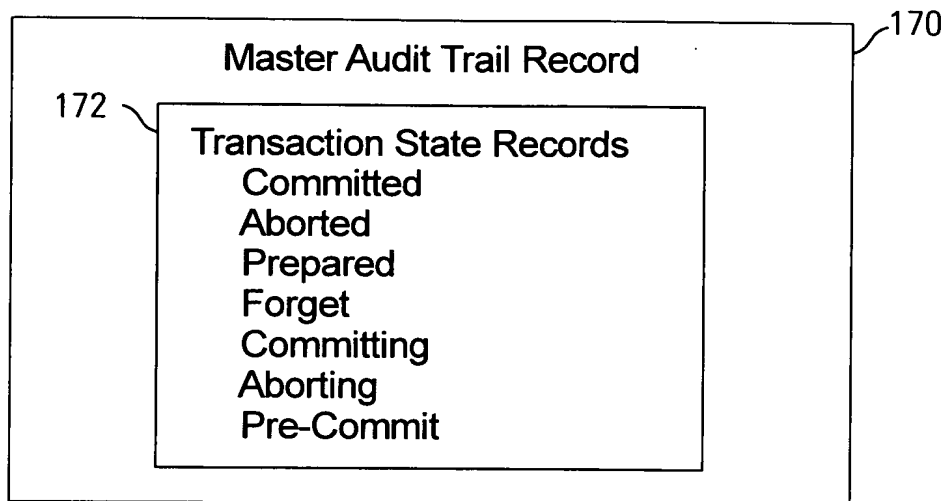 170
Master Audit Trail Record
172
Transaction State Records
Committed
Aborted
Prepared
Forget
Committing
Aborting
Pre-Commit